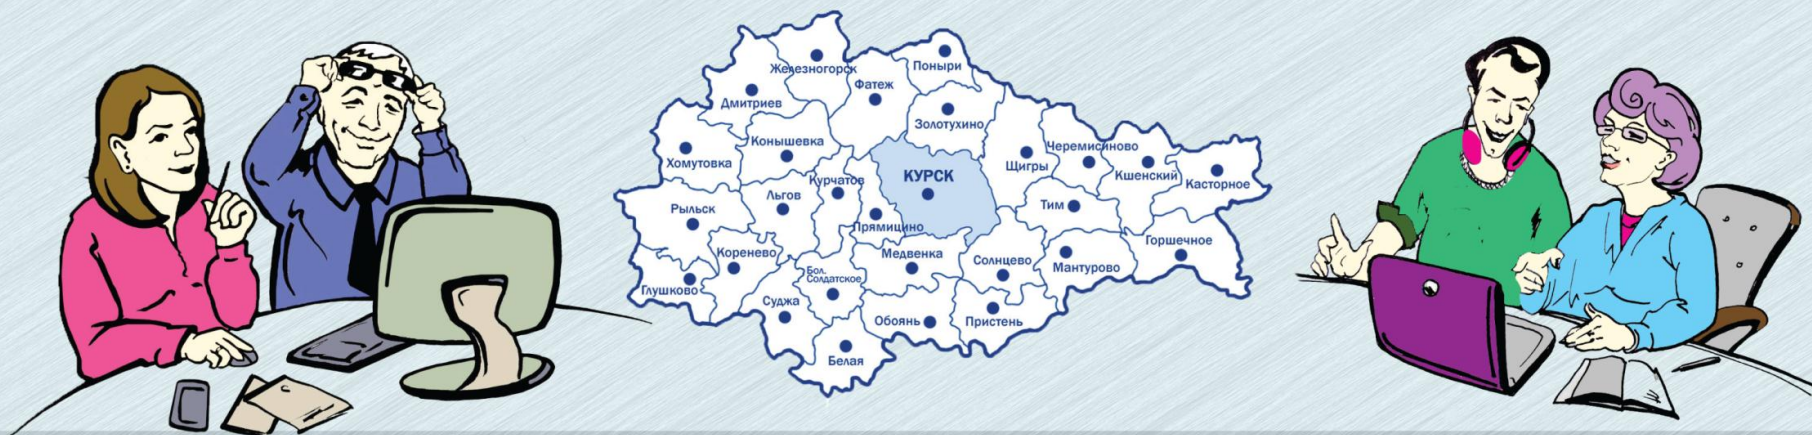 Поныри
Железногорск
Фатеж
Дмитриев
Золотухино
Конышевка
Черемисиново
Хомутовка
Щигры
Кшенский
Касторное
КУРСК
Курчатов
Льгов
Рыльск
Тим
Прямицино
Горшечное
Коренево
Медвенка
Солнцево
Мантурово
Бол.
Солдатское
Глушково
Суджа
Обоянь
Пристень
Белая